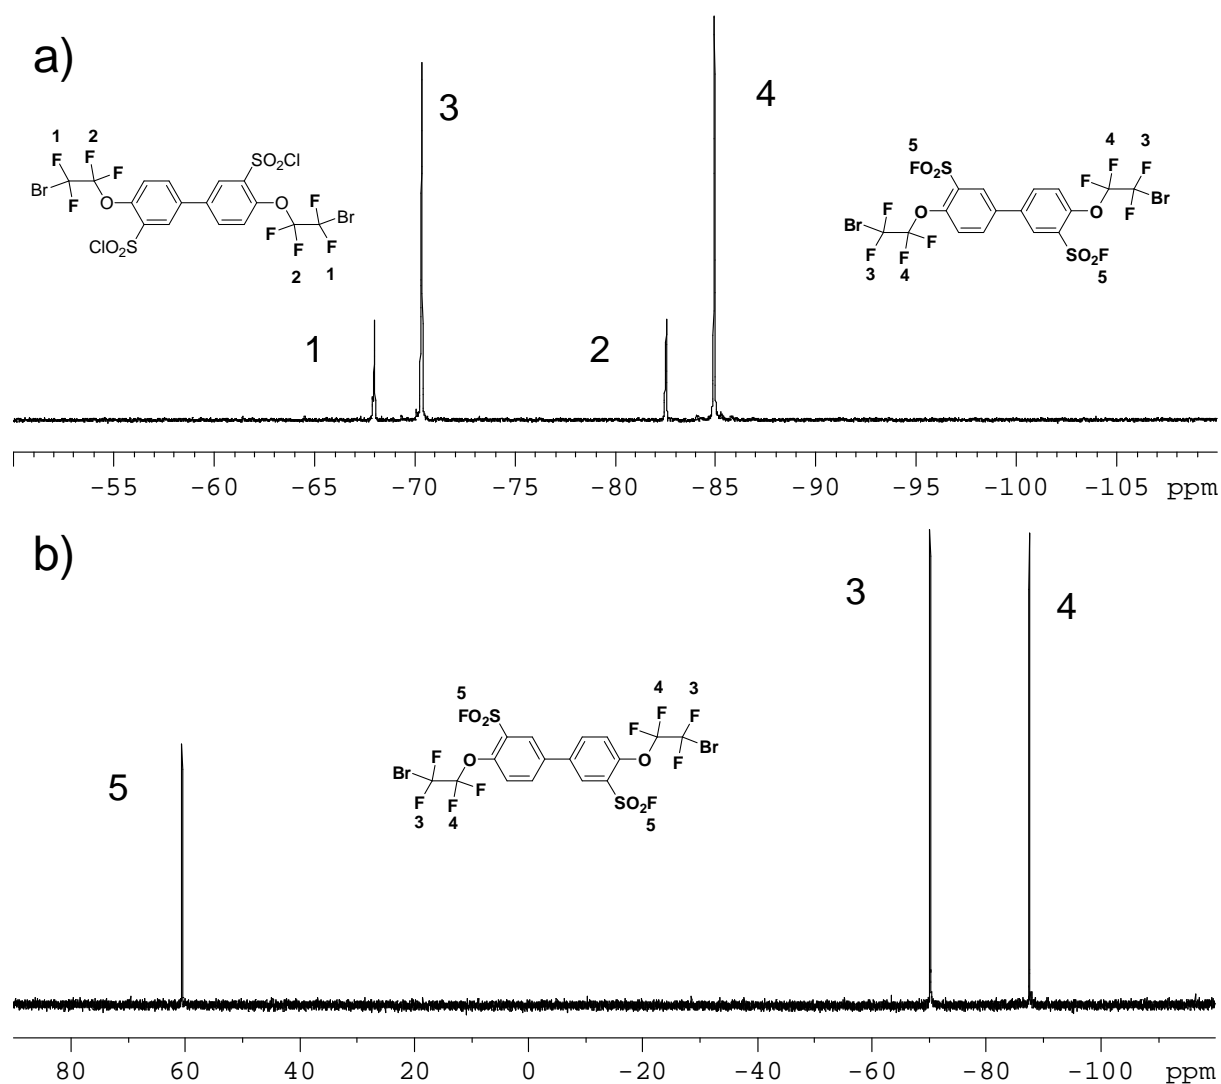 a)
3
4
1 2
F F
F
Br
F
O
SO2Cl
ClO2S
O
F
F
Br
F F
2 1
5
FO2S
4 3
F F
F
Br
O
F
F
Br
O
F
F F
3 4
SO2F
5
1
2
-55 -60 -65 -70 -75 -80 -85 -90 -95 -100 -105 ppm
b)
3
4
5
5
FO2S
4 3
F F
F
Br
O
F
F
Br
O
F
F F
3 4
SO2F
5
80 60 40 20 0 -20 -40 -60 -80 -100 ppm